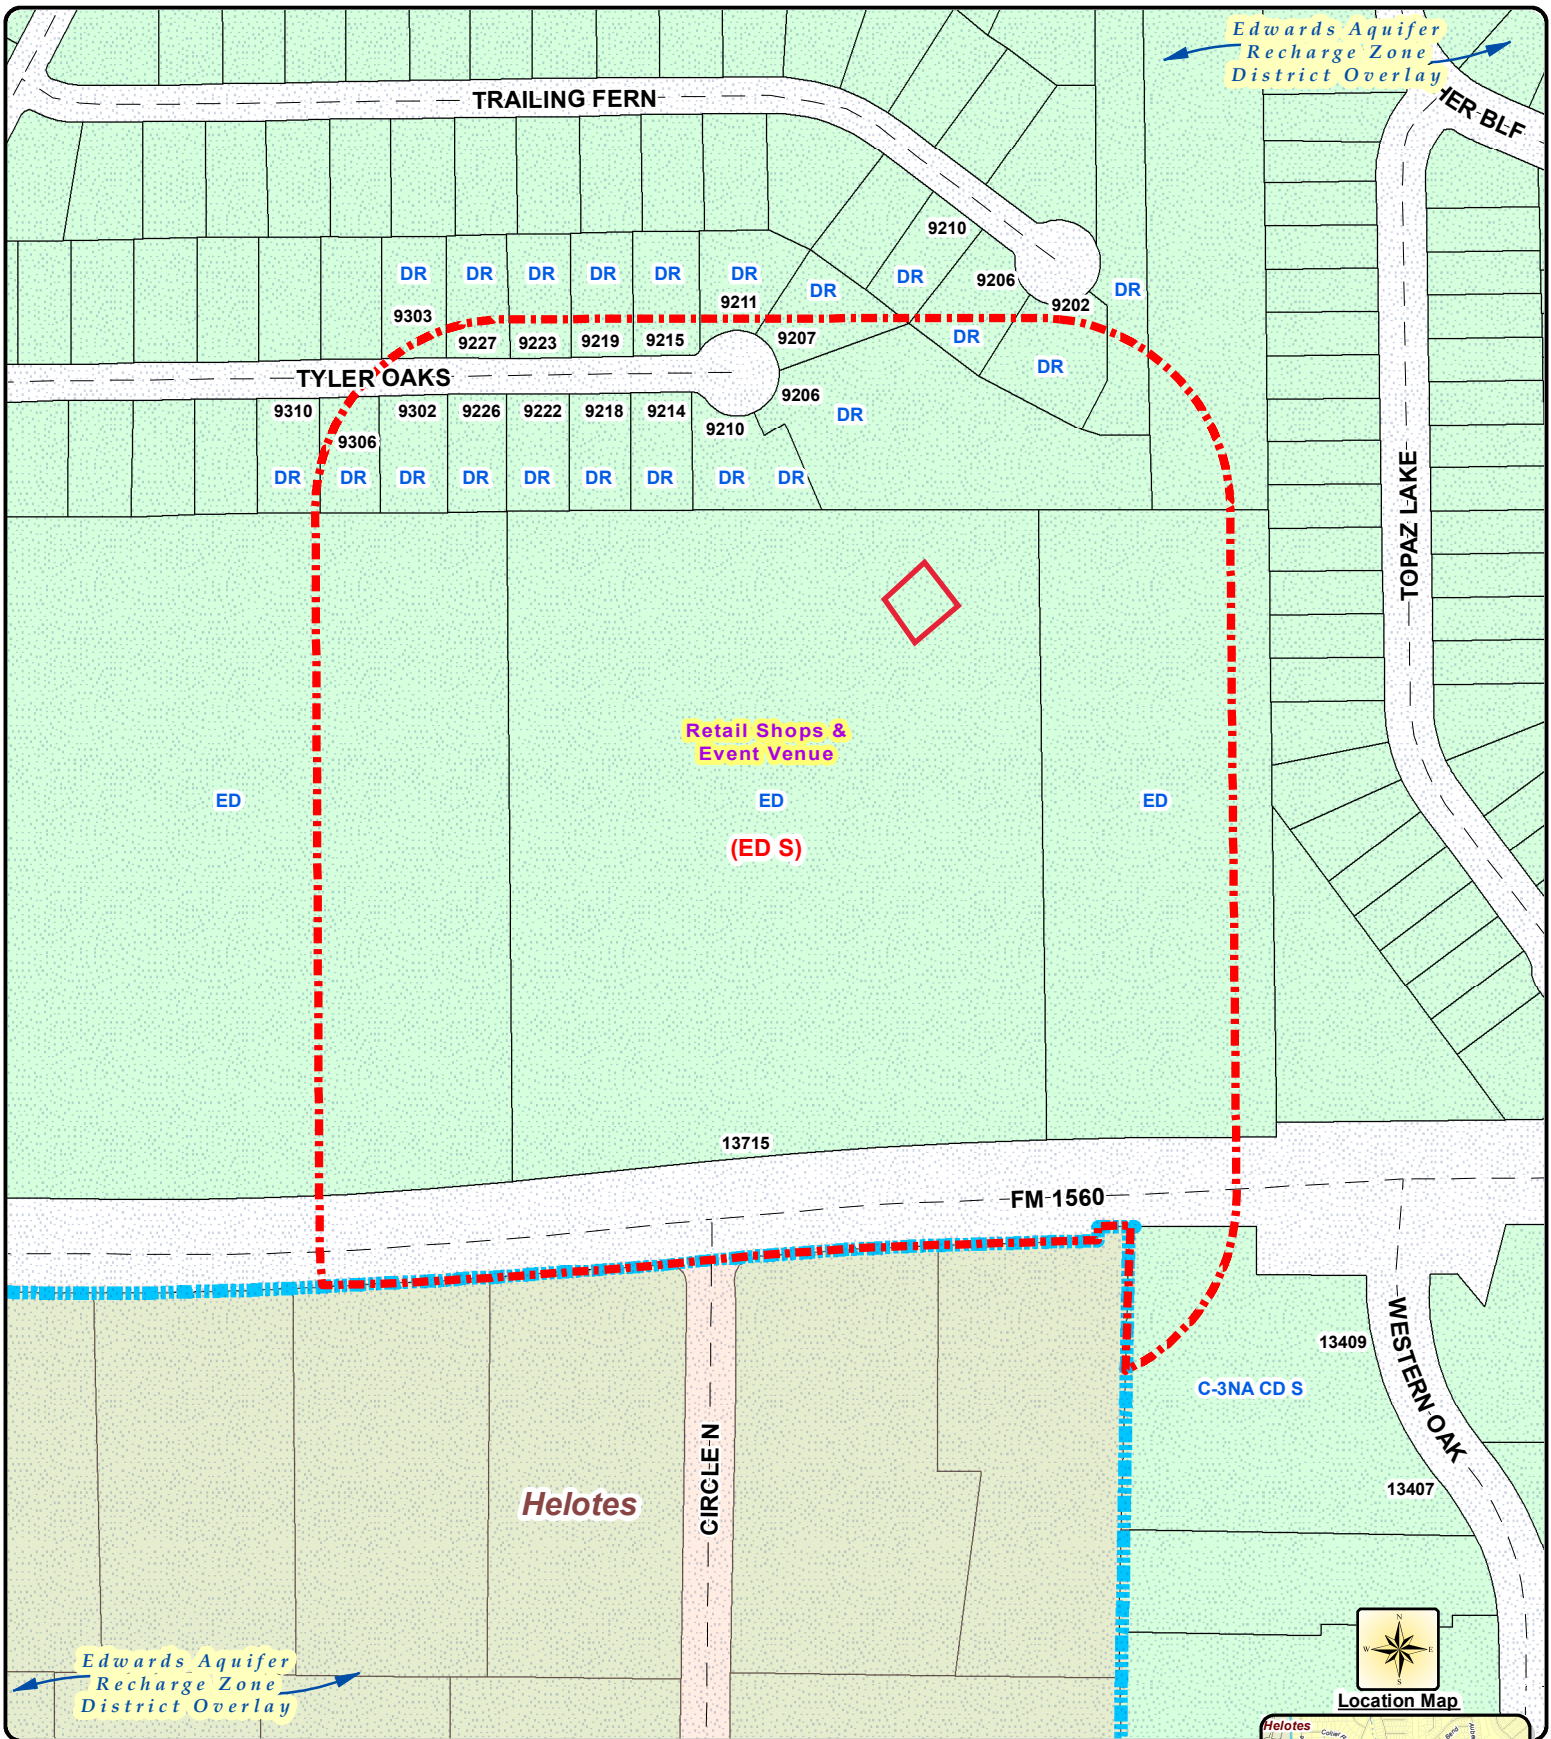 Edwards Aquifer
Recharge Zone
District Overlay
TRAILING FERN
HER BLF
9210
DR DR DR DR DR DR DR DR DR
9206
9202
9303
9211
9227 9223 9219 9215 9207
DR
DR
TYLER OAKS
9310 9302 9226 9222 9218 9214 9206
9306
9210
DR
DR DR DR DR DR DR DR DR DR
TOPAZ LAKE
Retail Shops &
Event Venue
ED ED ED
(ED S)
13715
FM 1560
WESTERN OAK
13409
C-3NA CD S
CIRCLE N
Helotes
13407
Edwards Aquifer
Recharge Zone
District Overlay
N
W E
S
Location Map
Helotes